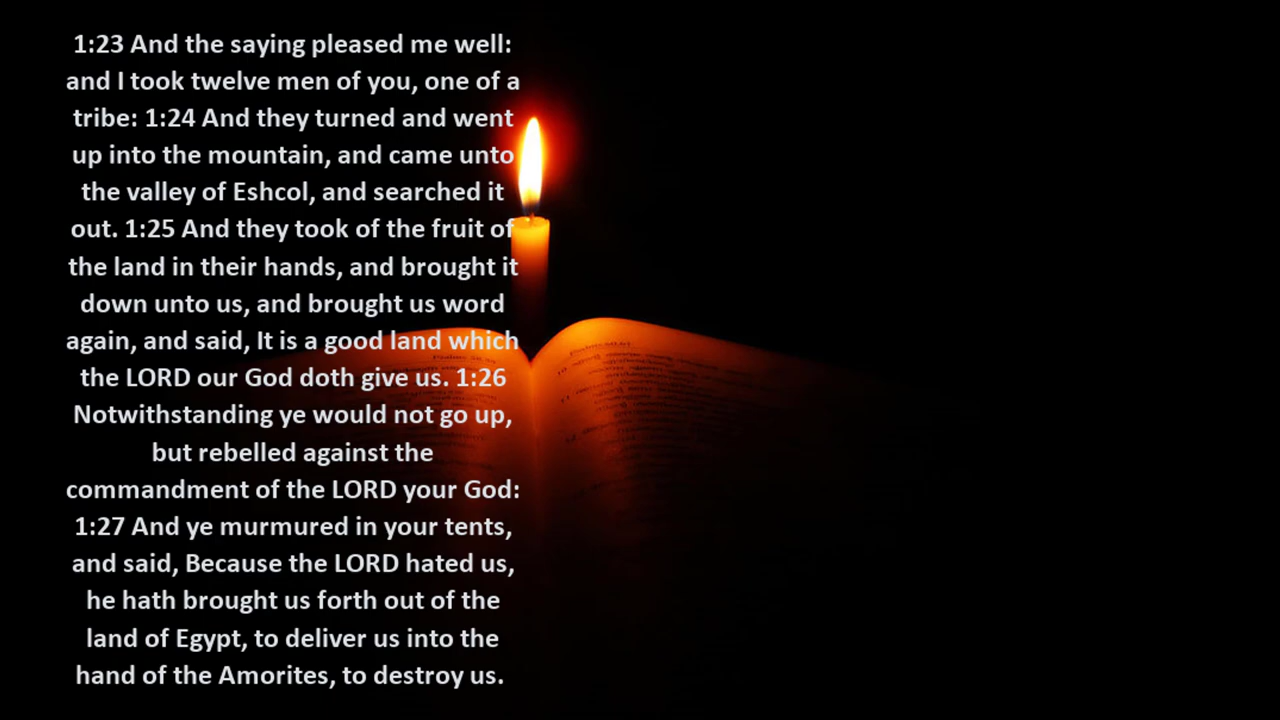 1:23 And the saying pleased me well:
and I took twelve men of you, one of a
tribe: 1:24 And they turned and went
up into the mountain, and came unto
the valley of Eshcol, and searched it
out. 1:25 And they took of the fruit of
the land in their hands, and brought it
down unto us, and brought us word
again, and said, It is a good land which
the LORD our God doth give us. 1:26
Notwithstanding ye would not go up,
but rebelled against the
commandment of the LORD your God:
1:27 And ye murmured in your tents,
and said, Because the LORD hated us,
he hath brought us forth out of the
land of Egypt, to deliver us into the
hand of the Amorites, to destroy us.